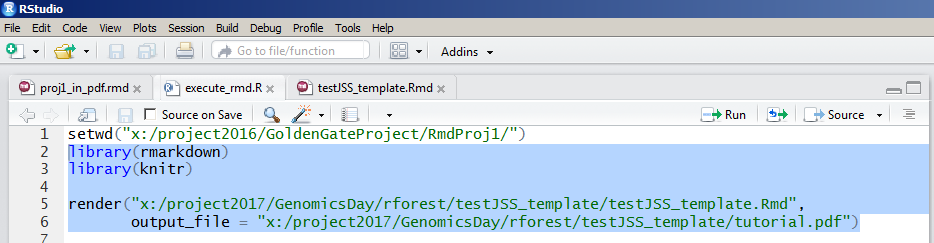 RStudio
File Edit Code View Plots Session Build Debug Profile Tools Help
Go to file/function Addins
proj1_in_pdf.rmd execute_rmd.R testJSS_template.Rmd
Source on Save Run Source
1 setwd("x:/project2016/GoldenGateProject/RmdProj1/")
2 library(rmarkdown)
3 library(knitr)
4
5 render("x:/project2017/GenomicsDay/rforest/testJSS_template/testJSS_template.Rmd",
6 output_file = "x:/project2017/GenomicsDay/rforest/testJSS_template/tutorial.pdf")
7